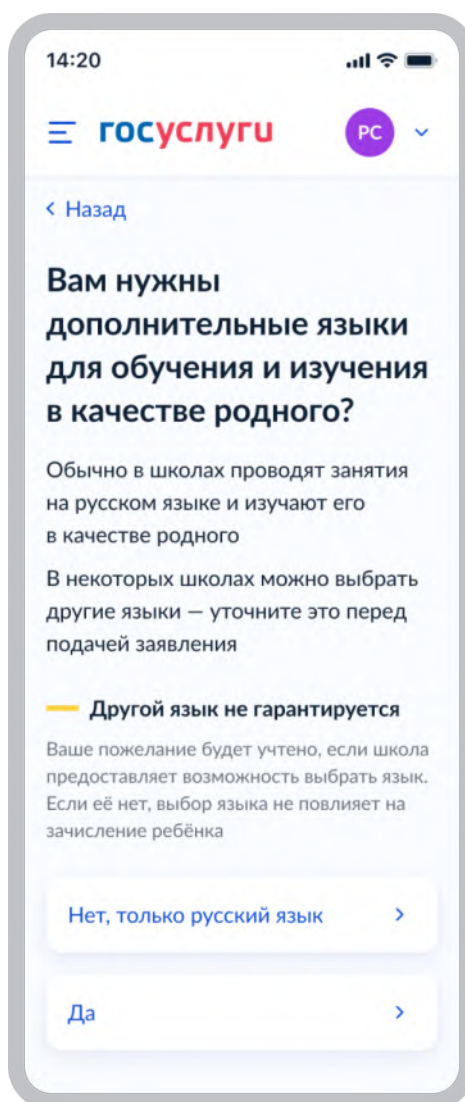 14:20
госуслуги
РС
Назад
Вам нужны
дополнительные языки
для обучения и изучения
в качестве родного?
Обычно в школах проводят занятия
на русском языке и изучают его
в качестве родного
В некоторых школах можно выбрать
другие языки — уточните это перед
подачей заявления
Другой язык не гарантируется
Ваше пожелание будет учтено, если школа
предоставляет возможность выбрать язык.
Если её нет, выбор языка не повлияет на
зачисление ребёнка
Нет, только русский язык
Да